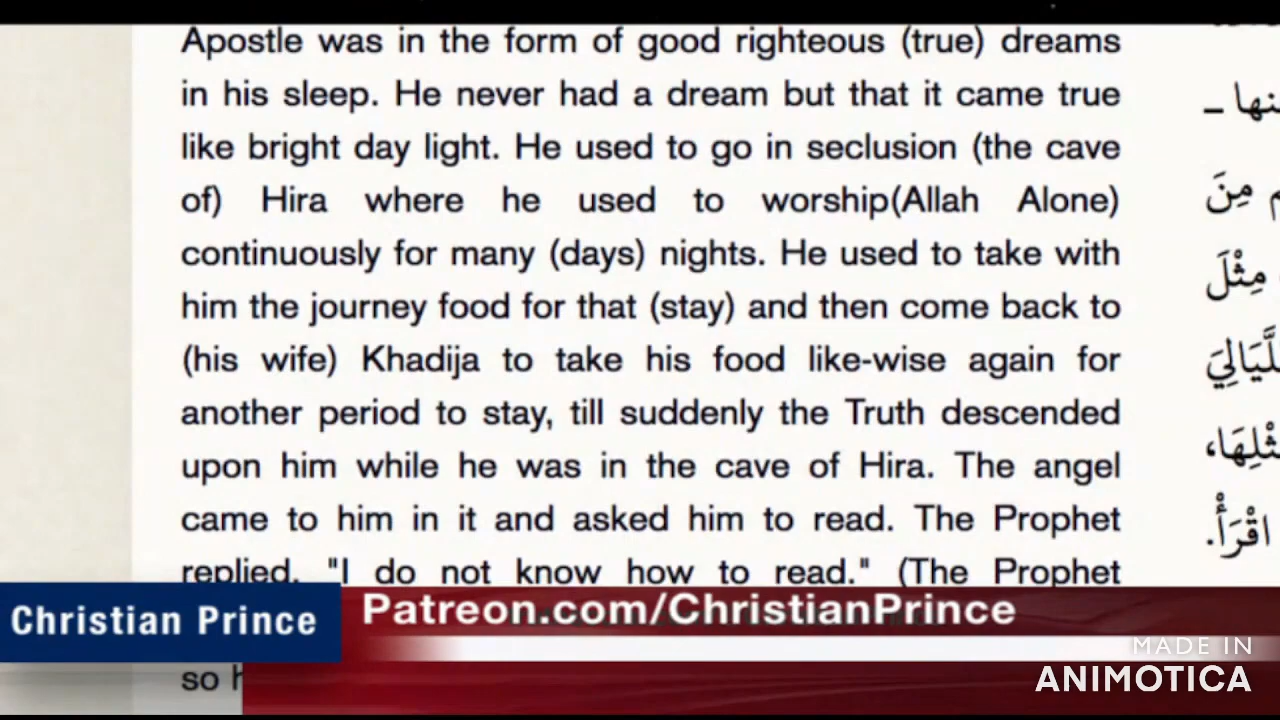 Apostle was in the form of good righteous (true) dreams
in his sleep. He never had a dream but that it came true
like bright day light. He used to go in seclusion (the cave
of) Hira where he used to worship(Allah Alone)
continuously for many (days) nights. He used to take with
him the journey food for that (stay) and then come back to
(his wife) Khadija to take his food like-wise again for
another period to stay, till suddenly the Truth descended
upon him while he was in the cave of Hira. The angel
came to him in it and asked him to read. The Prophet
replied, "I do not know how to read." (The Prophet
so
مِنَ
مِثْلَ
اقْرَأْ.
Christian Prince
Patreon.com/ChristianPrince
MADE IN
ANIMOTICA